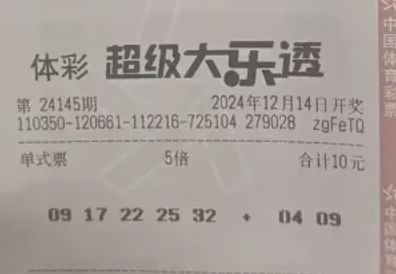 体彩 超级大乐透
第 24145期 2024年12月14日开奖
110350-120661-112216-725104 279028 zgFeTQ
单式票 5倍 合计10元
09 17 22 25 32 + 04 09
中国体育彩票
中国体育